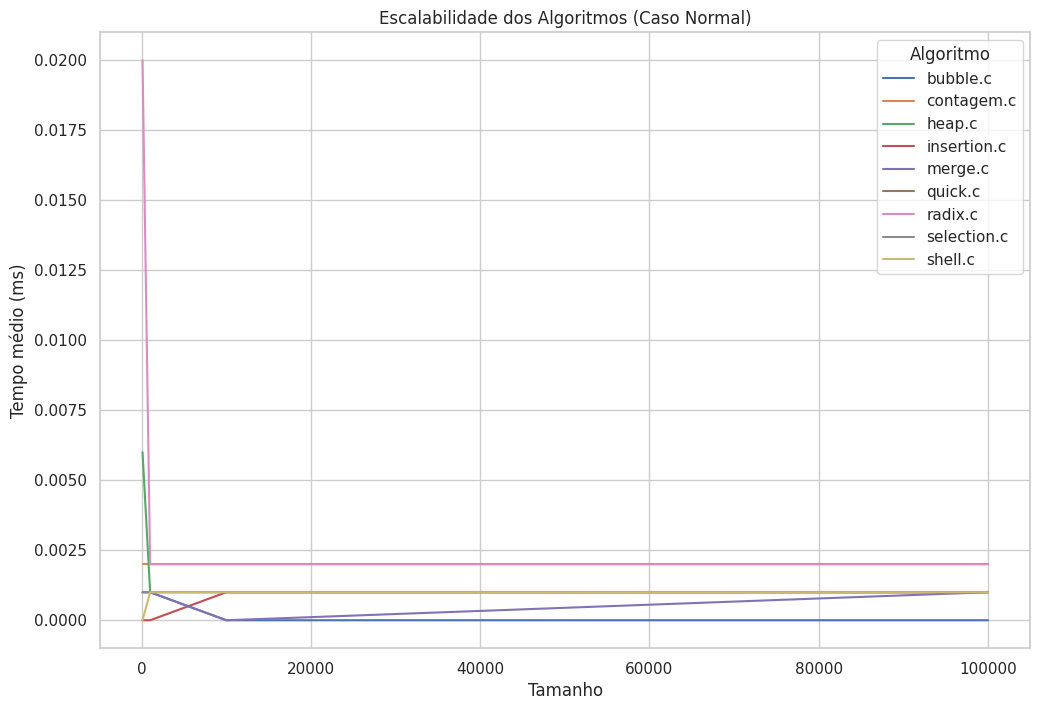 Escalabilidade dos Algoritmos (Caso Normal)
Algoritmo
bubble.c
contagem.c
heap.c
insertion.c
merge.c
quick.c
radix.c
selection.c
shell.c
Tempo médio (ms)
0.0200
0.0175
0.0150
0.0125
0.0100
0.0075
0.0050
0.0025
0.0000
0 20000 40000 60000 80000 100000
Tamanho